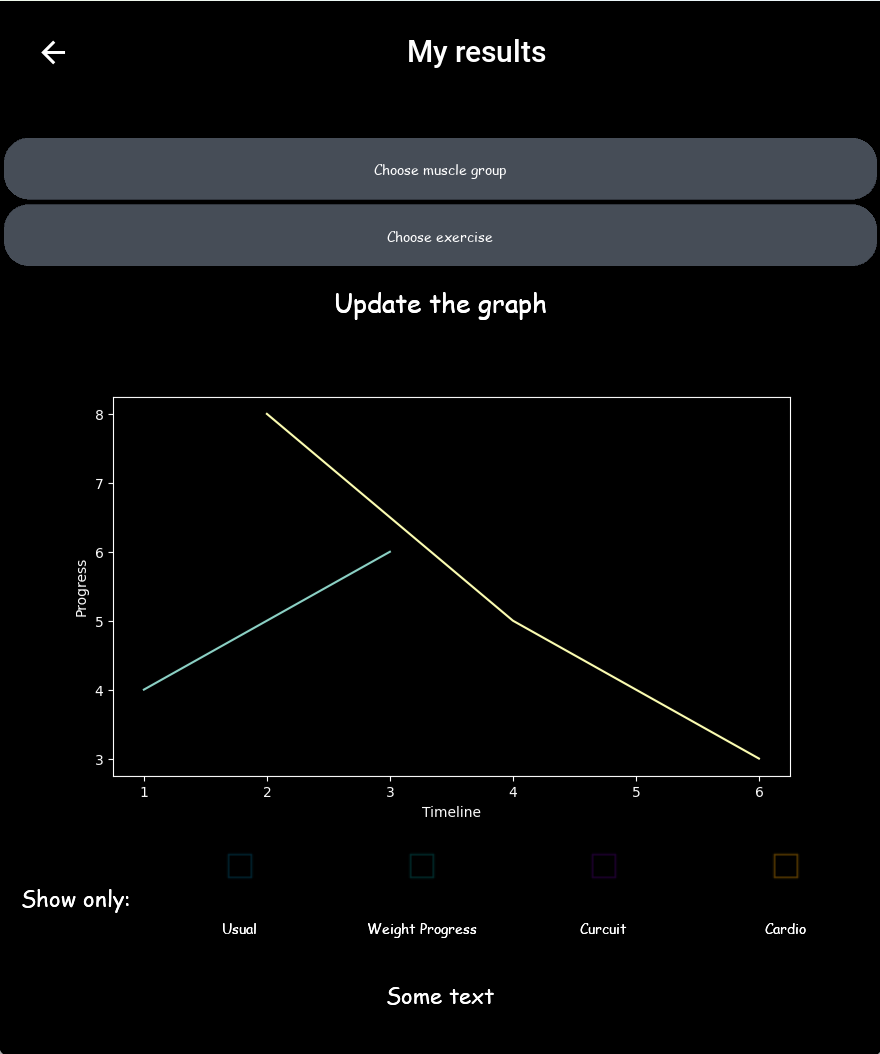 My results
Choose muscle group
Choose exercise
Update the graph
8
7
6
5
4
3
Progress
1 2 3 4 5 6
Timeline
Show only:
Usual Weight Progress Curcuit Cardio
Some text